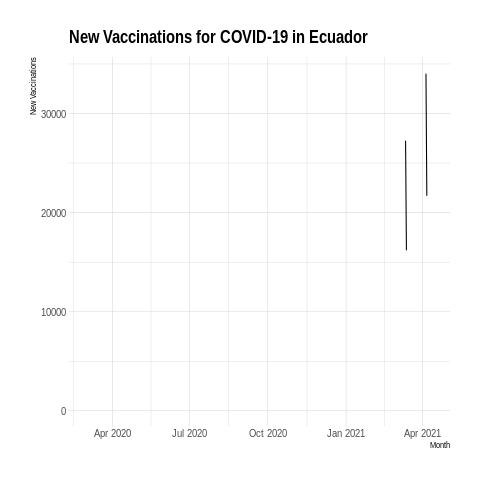 New Vaccinations for COVID-19 in Ecuador
New Vaccinations
30000
20000
10000
0
Apr 2020 Jul 2020 Oct 2020 Jan 2021 Apr 2021
Month